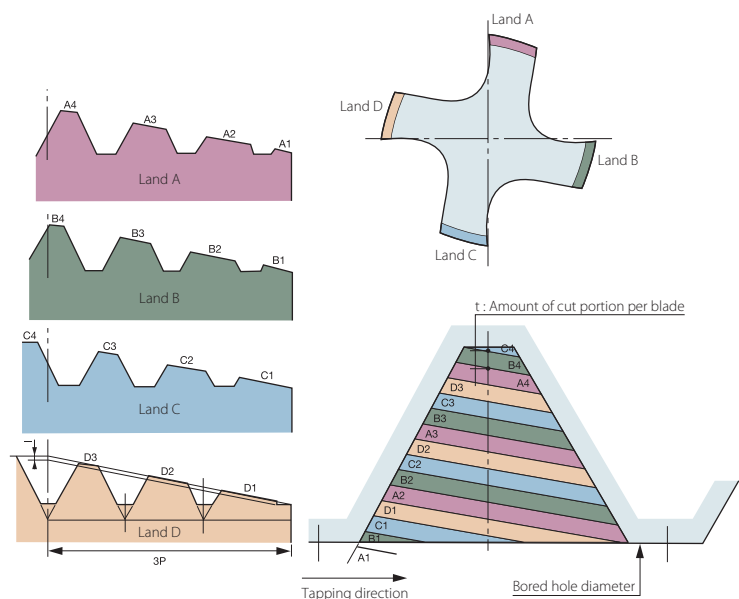 Land A
Land D
Land B
Land C
A4
A3
A2
A1
Land A
B4
B3
B2
B1
Land B
C4
C3
C2
C1
Land C
D3
D2
D1
Land D
3P
t : Amount of cut portion per blade
C4
B4
A4
D3
C3
B3
A3
D2
C2
B2
A2
D1
C1
B1
A1
Tapping direction
Bored hole diameter